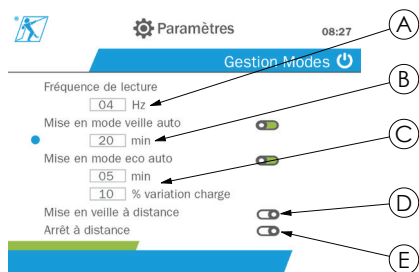 Paramètres
08:27
Gestion Modes
A
Fréquence de lecture
04 Hz
B
Mise en mode veille auto
20 min
C
Mise en mode eco auto
05 min
10 % variation charge
D
Mise en veille à distance
Arrêt à distance
E